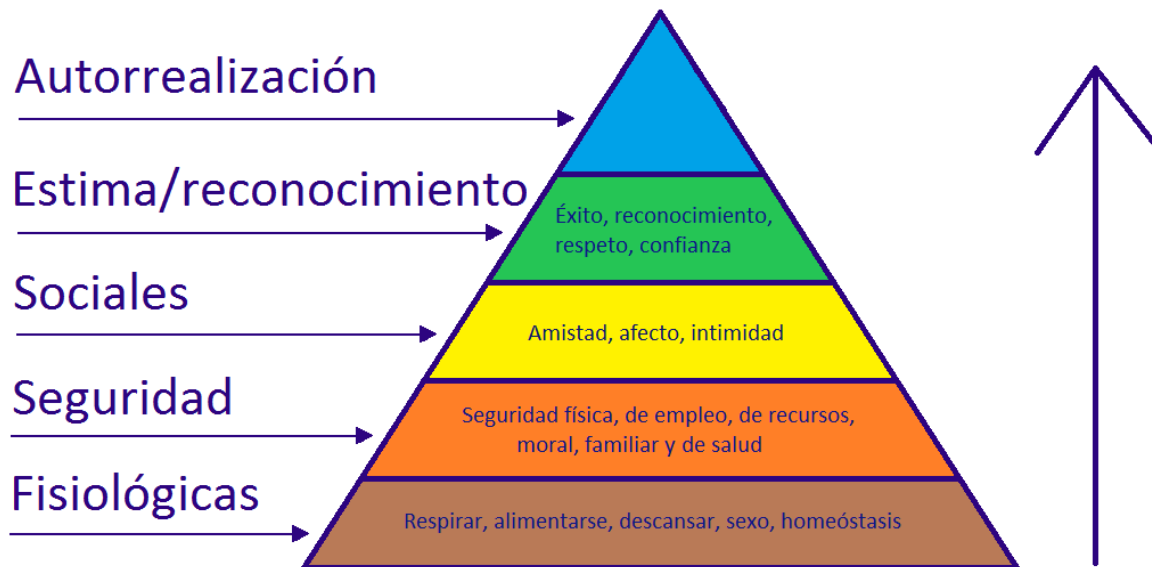 Autorrealización
Estima/reconocimiento
Éxito, reconocimiento,
respeto, confianza
Sociales
Amistad, afecto, intimidad
Seguridad
Seguridad física, de empleo, de recursos,
moral, familiar y de salud
Fisiológicas
Respirar, alimentarse, descansar, sexo, homeóstasis